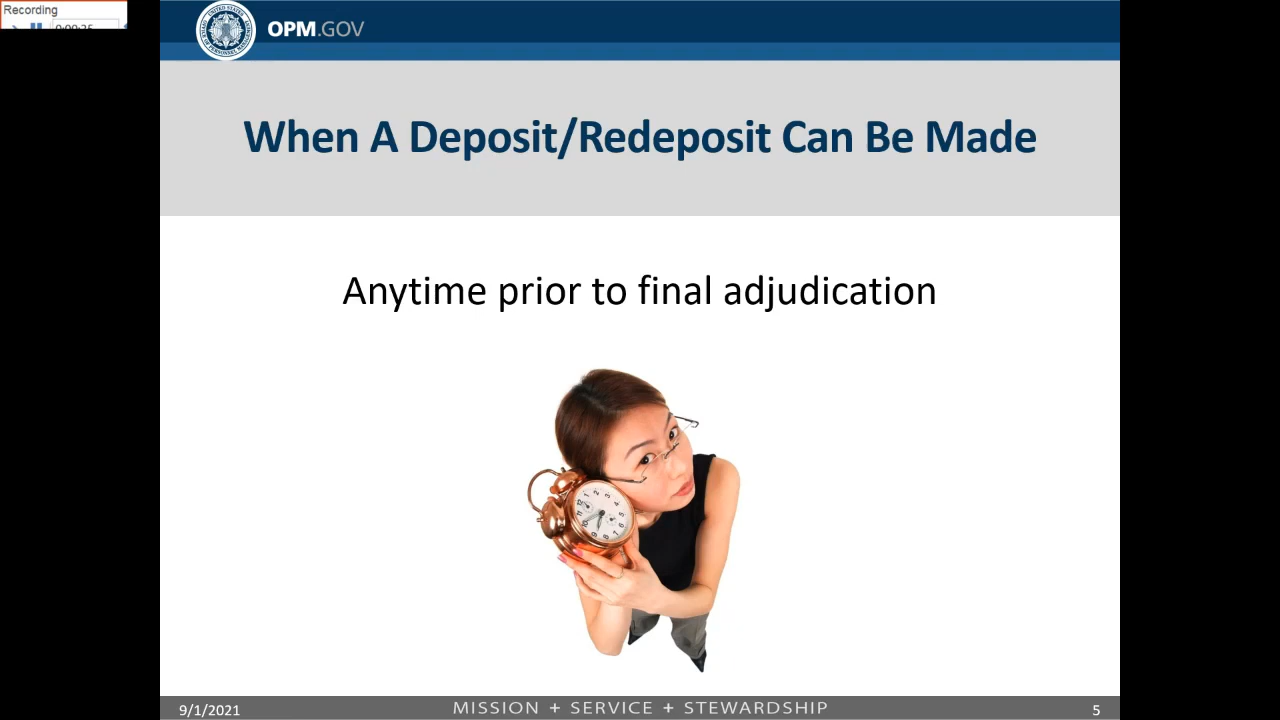 Recording
OPM.GOV
When A Deposit/Redeposit Can Be Made
Anytime prior to final adjudication
9/1/2021
MISSION + SERVICE + STEWARDSHIP
5